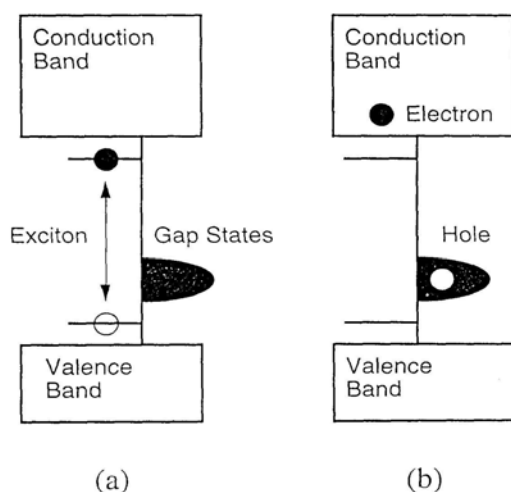 Conduction
Band
Exciton
Gap States
Valence
Band
(a)
Conduction
Band
Electron
Hole
Valence
Band
(b)